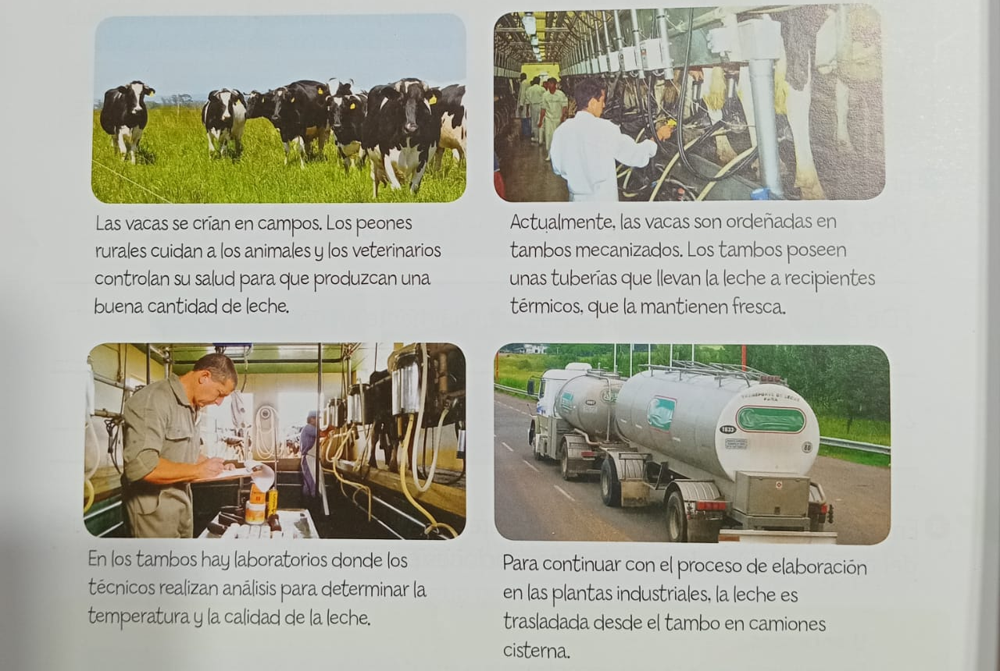 Las vacas se crían en campos. Los peones
rurales cuidan a los animales y los veterinarios
controlan su salud para que produzcan una
buena cantidad de leche.
Actualmente, las vacas son ordeñadas en
tambos mecanizados. Los tambos poseen
unas tuberías que llevan la leche a recipientes
térmicos, que la mantienen fresca.
TRANSPORTE DE LECHE
1633
80
En los tambos hay laboratorios donde los
técnicos realizan análisis para determinar la
temperatura y la calidad de la leche.
Para continuar con el proceso de elaboración
en las plantas industriales, la leche es
trasladada desde el tambo en camiones
cisterna.